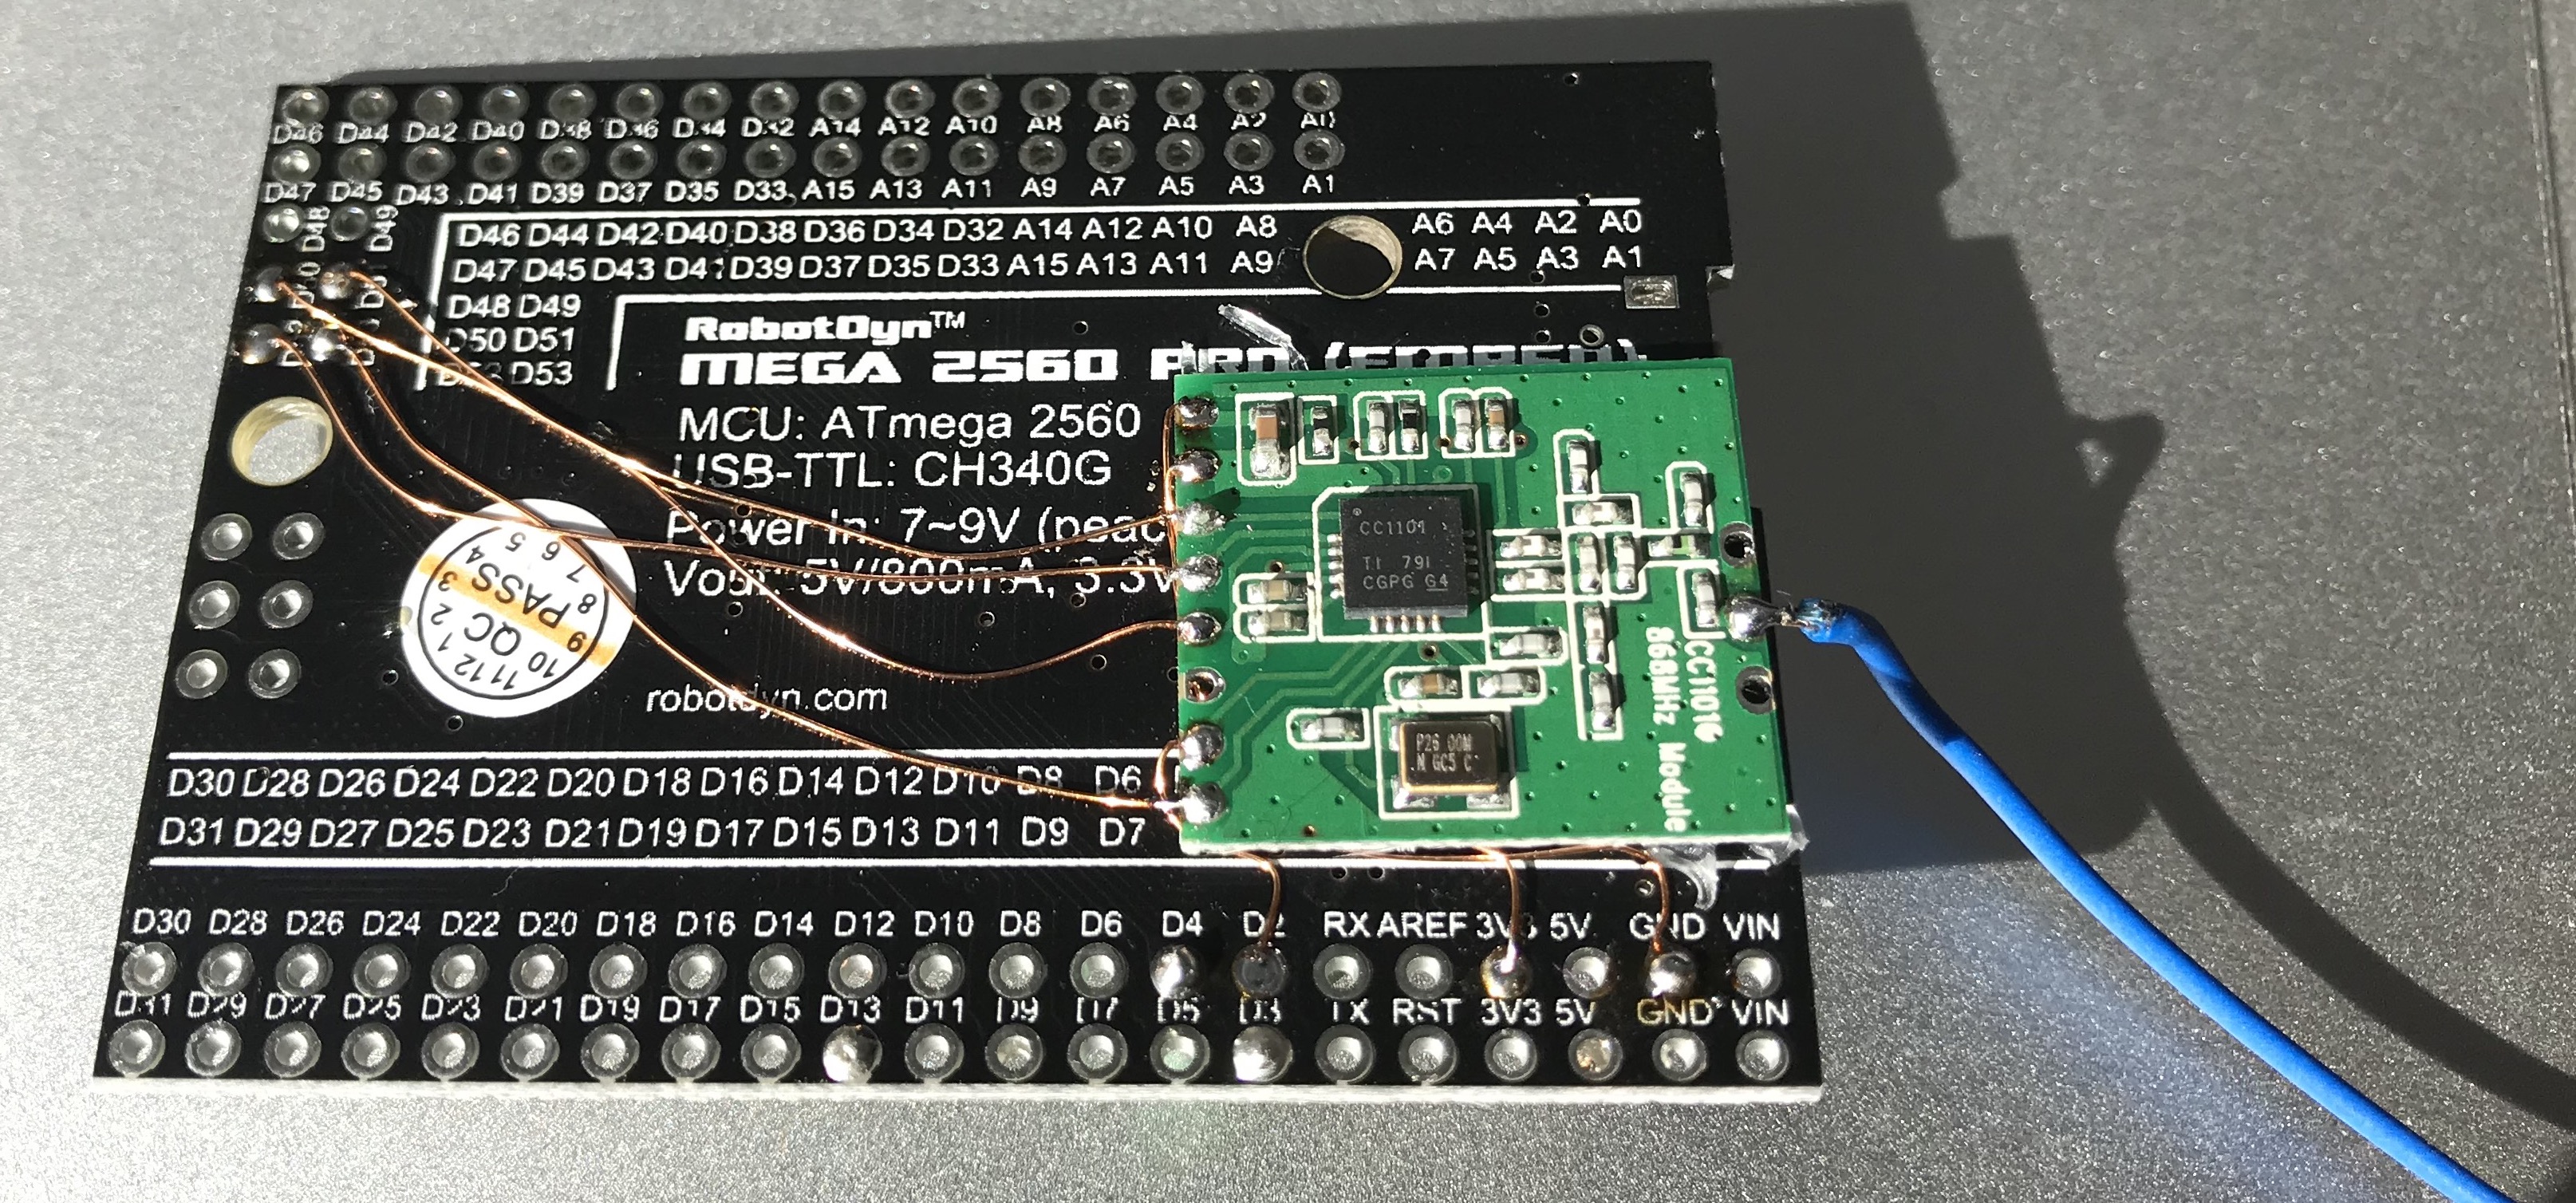 D46 D44 D42 D40 D38 D36 D34 D32 A14 A12 A10 A8 A6 A4 A2 A0
D47 D45 D43 D41 D39 D37 D35 D33 A15 A13 A11 A9 A7 A5 A3 A1
D48 D49
D46 D44 D42 D40 D38 D36 D34 D32 A14 A12 A10 A8 A6 A4 A2 A0
D47 D45 D43 D41 D39 D37 D35 D33 A15 A13 A11 A9 A7 A5 A3 A1
D48 D49
D50 D51
D53
RobotDyn™
MEGA 2560 PRO (EMBED)
MCU: ATmega 2560
USB-TTL: CH340G
Power In: 7~9V (peac
Vout: 5V/800mA, 3.3V
robotdyn.com
QC PASS
1 2 3 4 5 6 7 8 9 10 11 12
CC1101
TI 79I
CGPG G4
P26.00M
N GC5 C
CC1101G
868MHz Module
D30 D28 D26 D24 D22 D20 D18 D16 D14 D12 D10 D8 D6
D31 D29 D27 D25 D23 D21 D19 D17 D15 D13 D11 D9 D7
D30 D28 D26 D24 D22 D20 D18 D16 D14 D12 D10 D8 D6 D4 D2 RX AREF 3V3 5V GND VIN
D31 D29 D27 D25 D23 D21 D19 D17 D15 D13 D11 D9 D7 D5 D3 TX RST 3V3 5V GND VIN